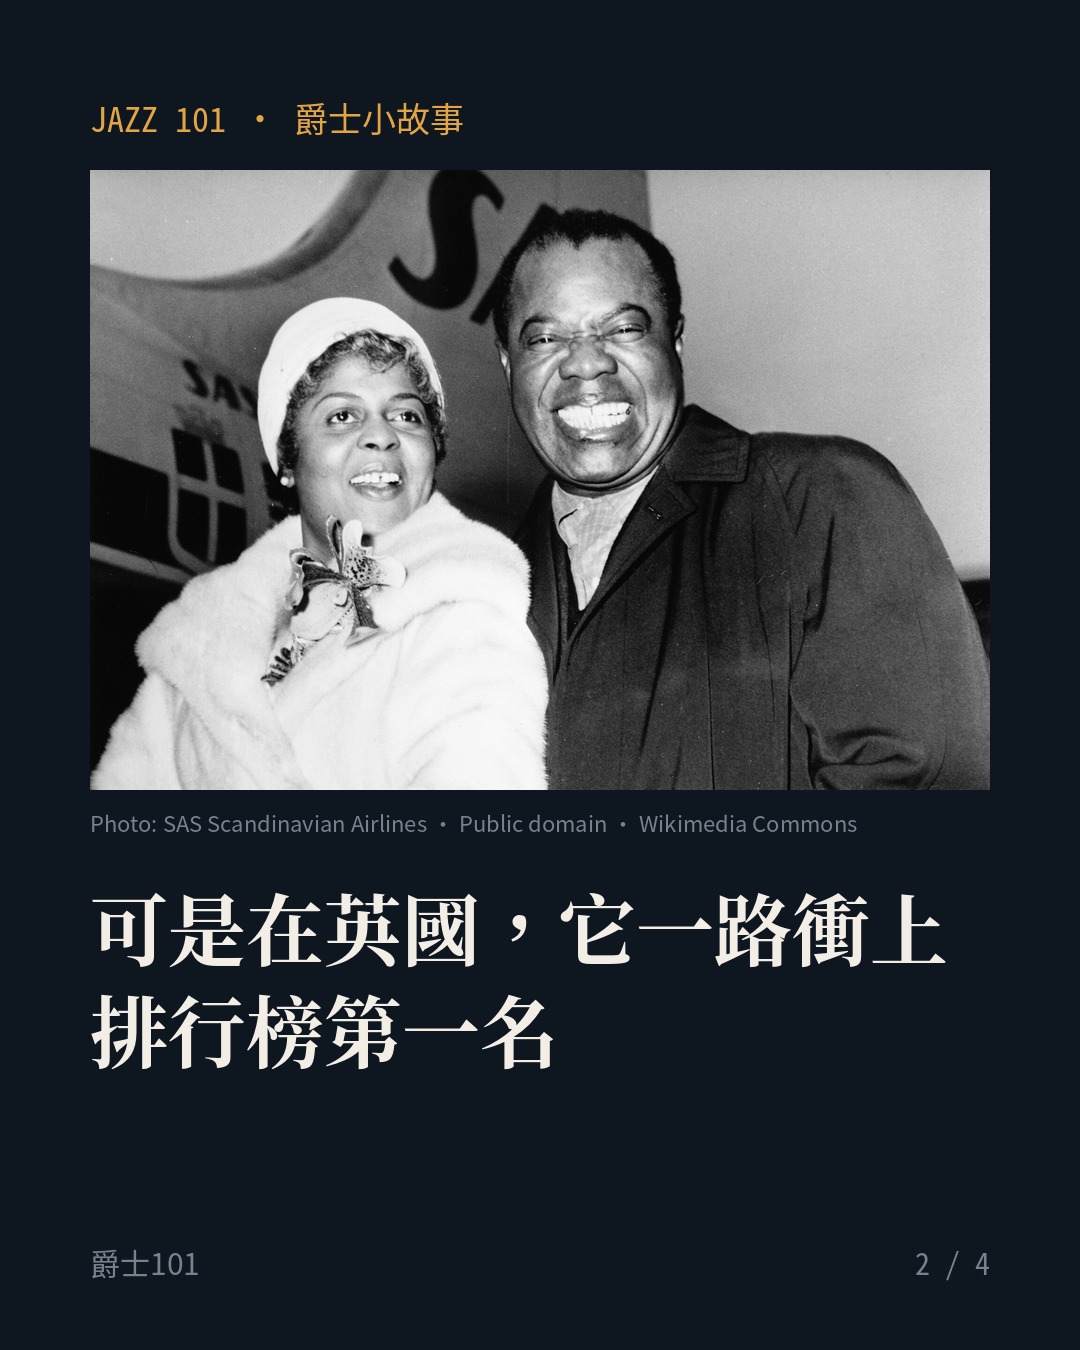 JAZZ 101 • 爵士小故事
SA
SAS
Photo: SAS Scandinavian Airlines • Public domain • Wikimedia Commons
可是在英國，它一路衝上
排行榜第一名
爵士101
2 / 4